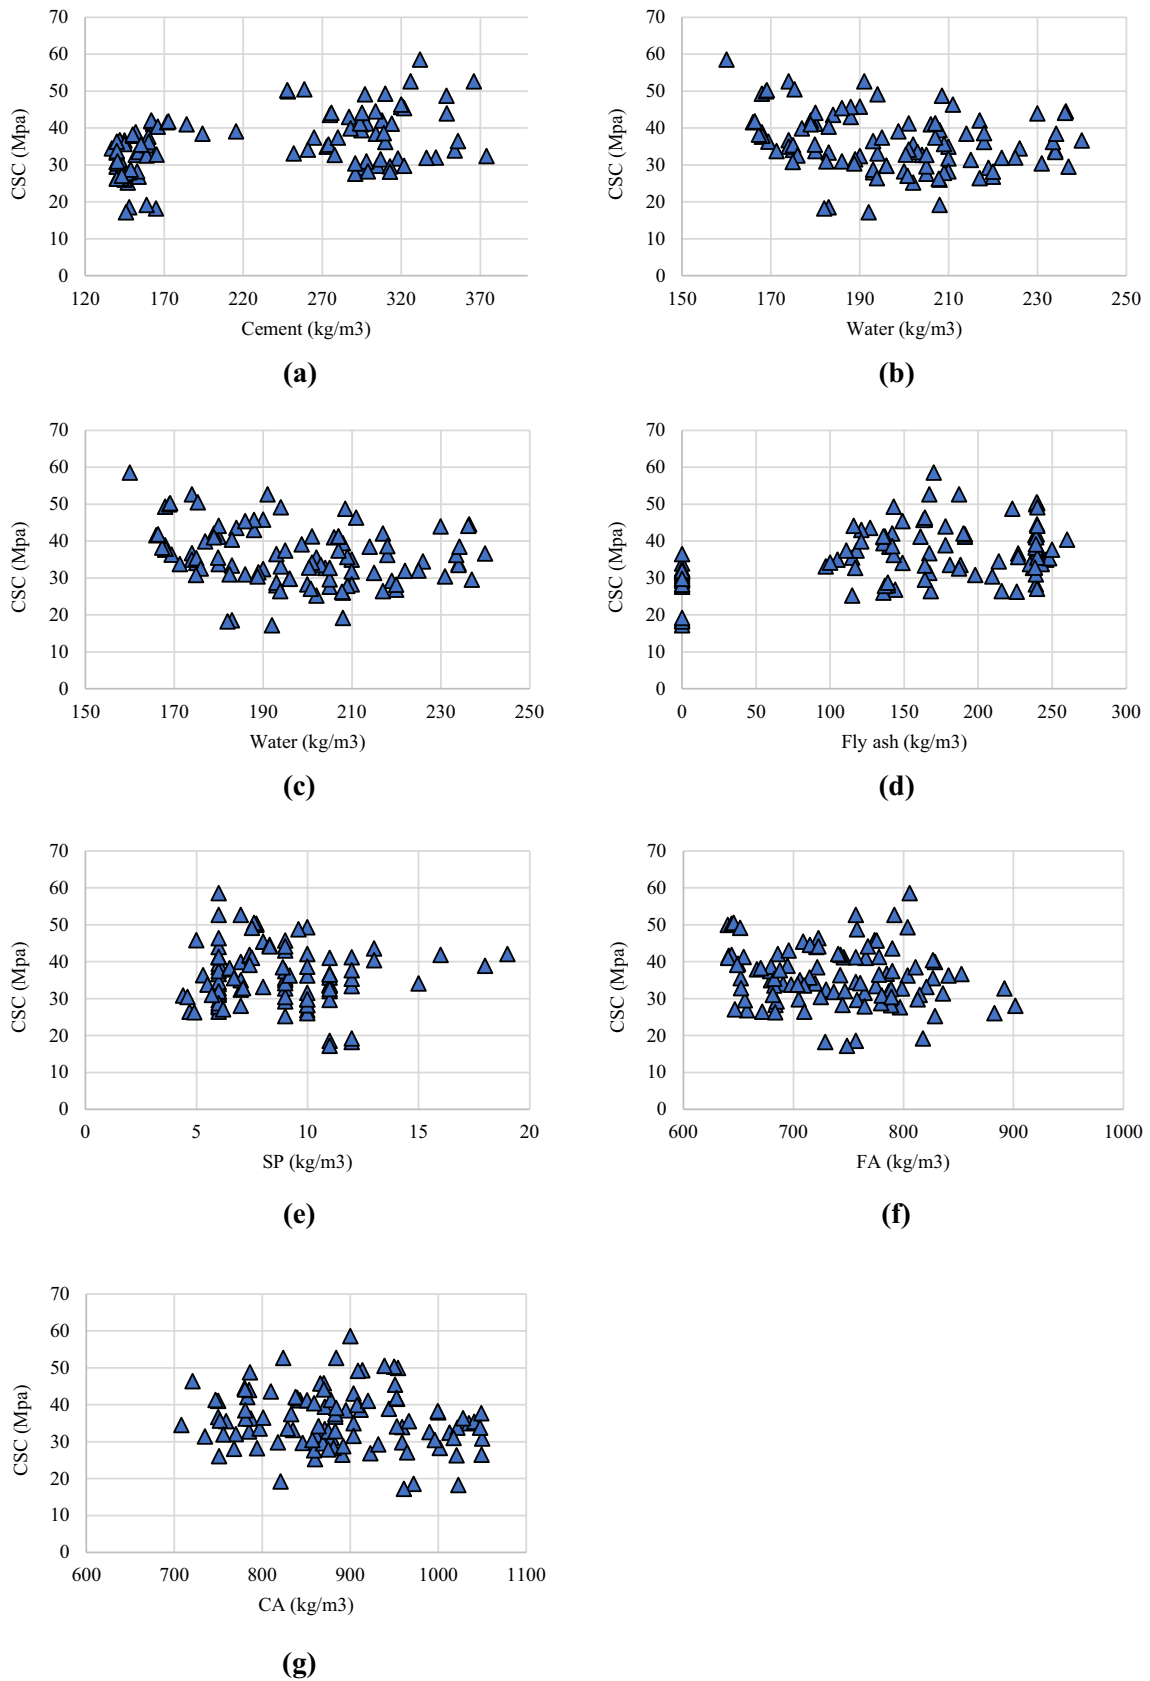 70
60
50
40
30
20
10
0
CSC (Mpa)
120 170 220 270 320 370
Cement (kg/m3)
(a)
70
60
50
40
30
20
10
0
CSC (Mpa)
150 170 190 210 230 250
Water (kg/m3)
(b)
70
60
50
40
30
20
10
0
CSC (Mpa)
150 170 190 210 230 250
Water (kg/m3)
(c)
70
60
50
40
30
20
10
0
CSC (Mpa)
0 50 100 150 200 250 300
Fly ash (kg/m3)
(d)
70
60
50
40
30
20
10
0
CSC (Mpa)
0 5 10 15 20
SP (kg/m3)
(e)
70
60
50
40
30
20
10
0
CSC (Mpa)
600 700 800 900 1000
FA (kg/m3)
(f)
70
60
50
40
30
20
10
0
CSC (Mpa)
600 700 800 900 1000 1100
CA (kg/m3)
(g)